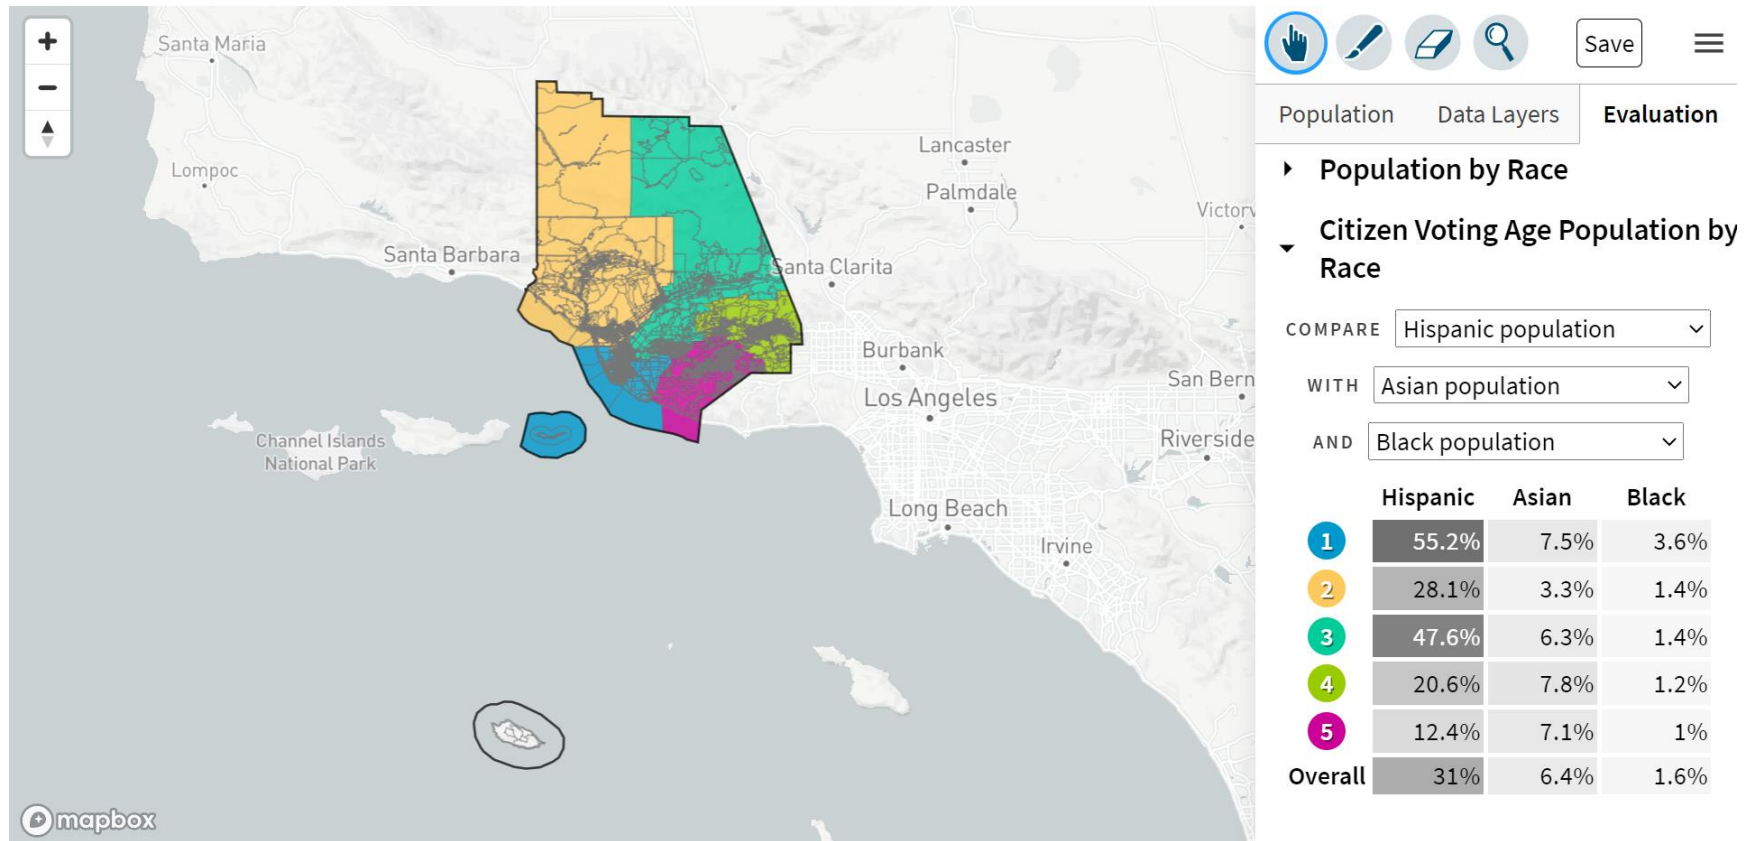 Santa Maria
Lompoc
Santa Barbara
Lancaster
Palmdale
Victorv
Santa Clarita
Burbank
San Bern
Los Angeles
Riverside
Channel Islands
National Park
Long Beach
Irvine
mapbox
Save
Population Data Layers Evaluation
Population by Race
Citizen Voting Age Population by
Race
COMPARE Hispanic population
WITH Asian population
AND Black population
Hispanic Asian Black
1 55.2% 7.5% 3.6%
2 28.1% 3.3% 1.4%
3 47.6% 6.3% 1.4%
4 20.6% 7.8% 1.2%
5 12.4% 7.1% 1%
Overall 31% 6.4% 1.6%